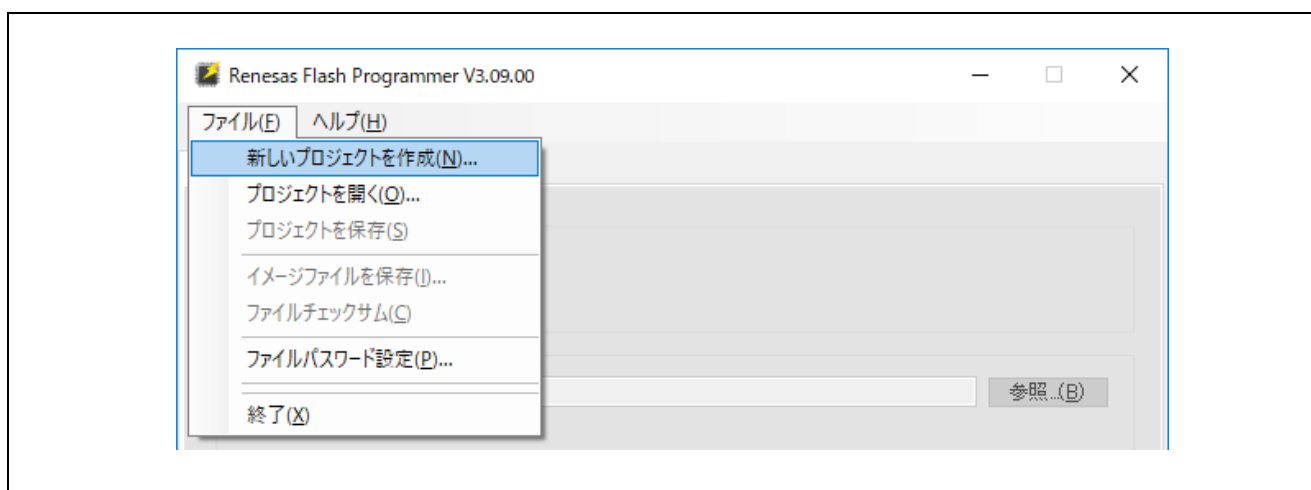 Renesas Flash Programmer V3.09.00
ファイル(F) ヘルプ(H)
新しいプロジェクトを作成(N)...
プロジェクトを開く(O)...
プロジェクトを保存(S)
イメージファイルを保存(I)...
ファイルチェックサム(C)
ファイルパスワード設定(P)...
参照...(B)
終了(X)